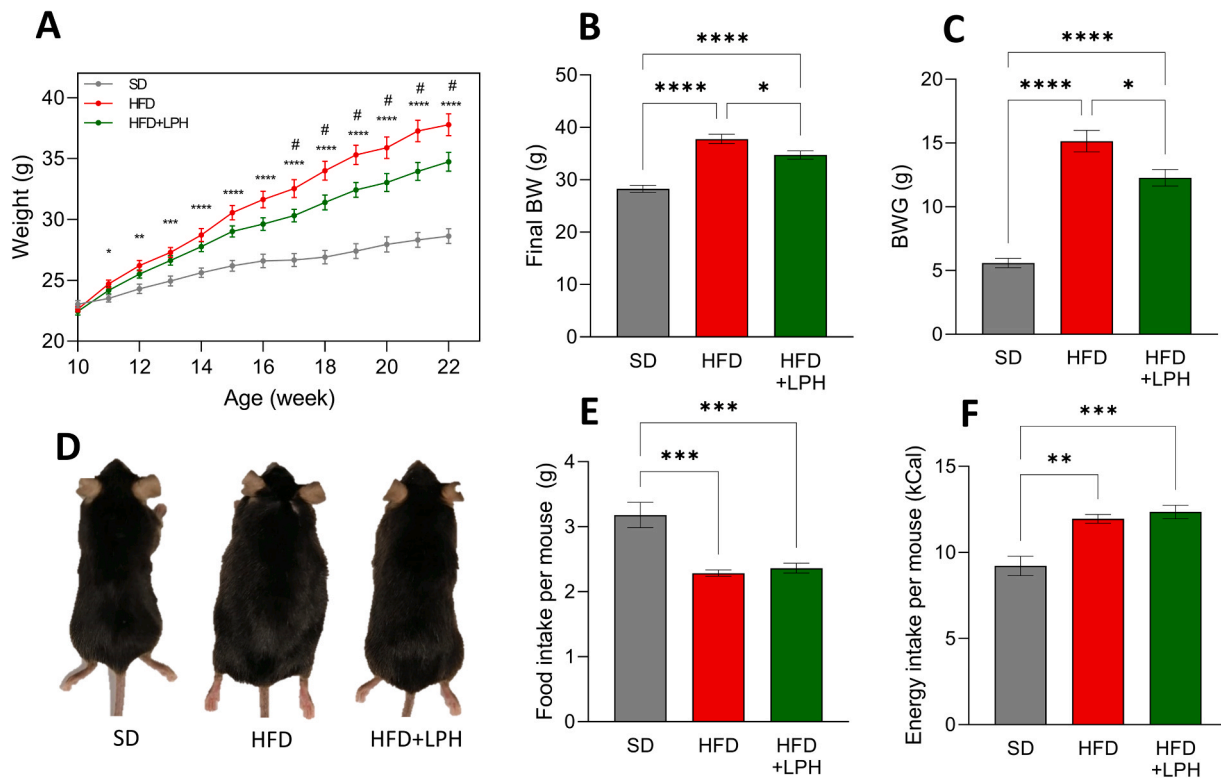 A
Weight (g)
40
35
30
25
20
SD
HFD
HFD+LPH
* ** *** **** **** **** **** **** **** **** **** ****
# # # # # #
10 12 14 16 18 20 22
Age (week)
B
Final BW (g)
50
40
30
20
10
0
****
**** *
SD HFD HFD
+LPH
C
BWG (g)
20
15
10
5
0
****
**** *
SD HFD HFD
+LPH
D
SD HFD HFD+LPH
E
Food intake per mouse (g)
4
3
2
1
0
***
***
SD HFD HFD
+LPH
F
Energy intake per mouse (kCal)
15
10
5
0
***
**
SD HFD HFD
+LPH